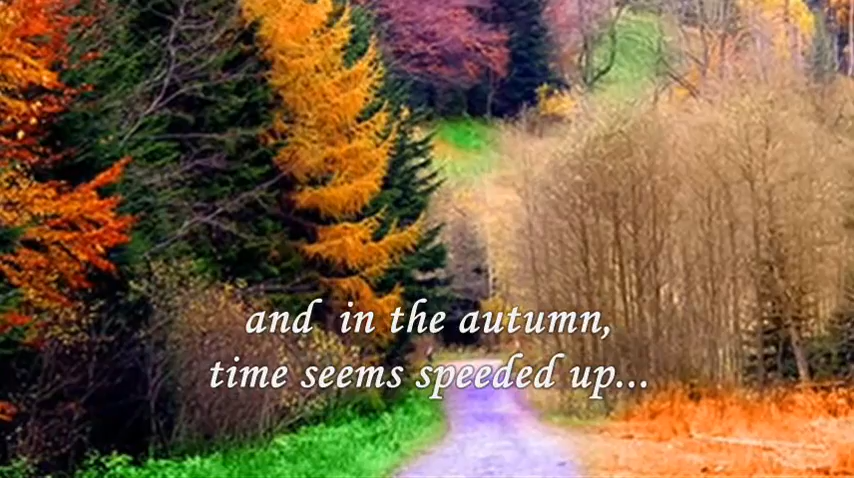 and  in the autumn,
time seems speeded up...